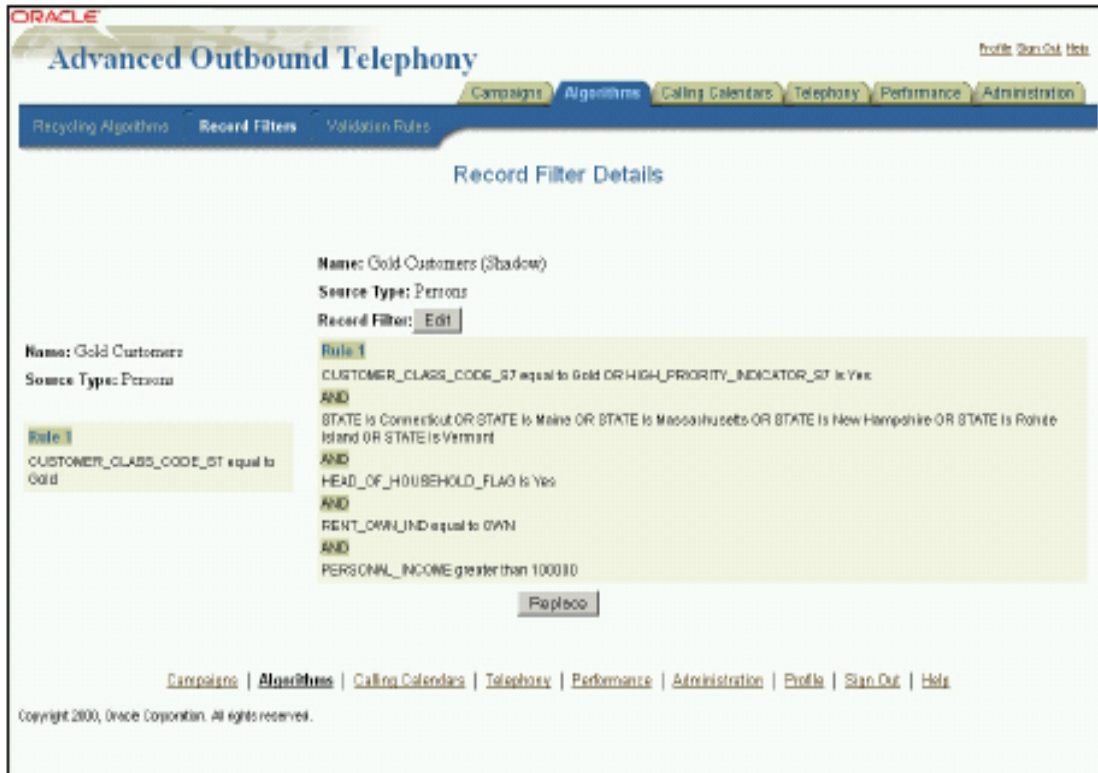 ORACLE
Advanced Outbound Telephony
Profile Sign Out Help
Campaigns Algorithms Calling Calendars Telephony Performance Administration
Recycling Algorithms Record Filters Validation Rules
Record Filter Details
Name: Gold Customers (Shadow)
Source Type: Persons
Record Filter: Edit
Name: Gold Customers
Source Type: Persons
Rule 1
CUSTOMER_CLASS_CODE_S7 equal to
Gold
Rule 1
CUSTOMER_CLASS_CODE_S7 equal to Gold OR HIGH_PRIORITY_INDICATOR_S7 is Yes
AND
STATE is Connecticut OR STATE is Maine OR STATE is Massachusetts OR STATE is New Hampshire OR STATE is Rohde
Island OR STATE is Vermont
AND
HEAD_OF_HOUSEHOLD_FLAG is Yes
AND
RENT_OWN_IND equal to OWN
AND
PERSONAL_INCOME greater than 100000
Replace
Campaigns | Algorithms | Calling Calendars | Telephony | Performance | Administration | Profile | Sign Out | Help
Copyright 2000, Oracle Corporation. All rights reserved.